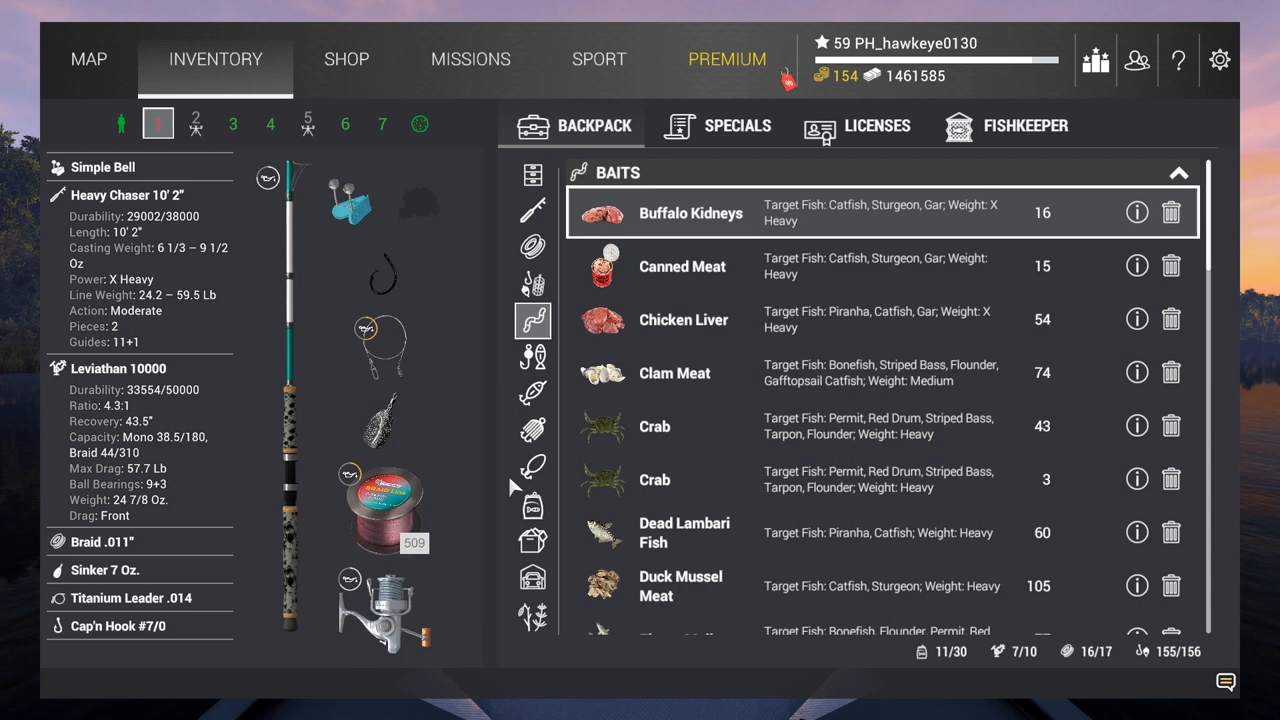 MAP
INVENTORY
SHOP
MISSIONS
SPORT
PREMIUM
59 PH_hawkeye0130
154 1461585
1
2
3
4
5
6
7
BACKPACK
SPECIALS
LICENSES
FISHKEEPER
Simple Bell
Heavy Chaser 10' 2"
Durability: 29002/38000
Length: 10' 2"
Casting Weight: 6 1/3 – 9 1/2
Oz
Power: X Heavy
Line Weight: 24.2 – 59.5 Lb
Action: Moderate
Pieces: 2
Guides: 11+1
Leviathan 10000
Durability: 33554/50000
Ratio: 4.3:1
Recovery: 43.5"
Capacity: Mono 38.5/180,
Braid 44/310
Max Drag: 57.7 Lb
Ball Bearings: 9+3
Weight: 24 7/8 Oz.
Drag: Front
Braid .011"
Sinker 7 Oz.
Titanium Leader .014
Cap'n Hook #7/0
BRAID LINE
509
BAITS
Buffalo Kidneys
Target Fish: Catfish, Sturgeon, Gar; Weight: X
Heavy
16
Canned Meat
Target Fish: Catfish, Sturgeon, Gar; Weight:
Heavy
15
Chicken Liver
Target Fish: Piranha, Catfish, Gar; Weight: X
Heavy
54
Clam Meat
Target Fish: Bonefish, Striped Bass, Flounder,
Gafftopsail Catfish; Weight: Medium
74
Crab
Target Fish: Permit, Red Drum, Striped Bass,
Tarpon, Flounder; Weight: Heavy
43
Crab
Target Fish: Permit, Red Drum, Striped Bass,
Tarpon, Flounder; Weight: Heavy
3
Dead Lambari
Fish
Target Fish: Piranha, Catfish; Weight: Heavy
60
Duck Mussel
Meat
Target Fish: Catfish, Sturgeon; Weight: Heavy
105
Target Fish: Bonefish, Flounder, Permit, Red
11/30
7/10
16/17
155/156